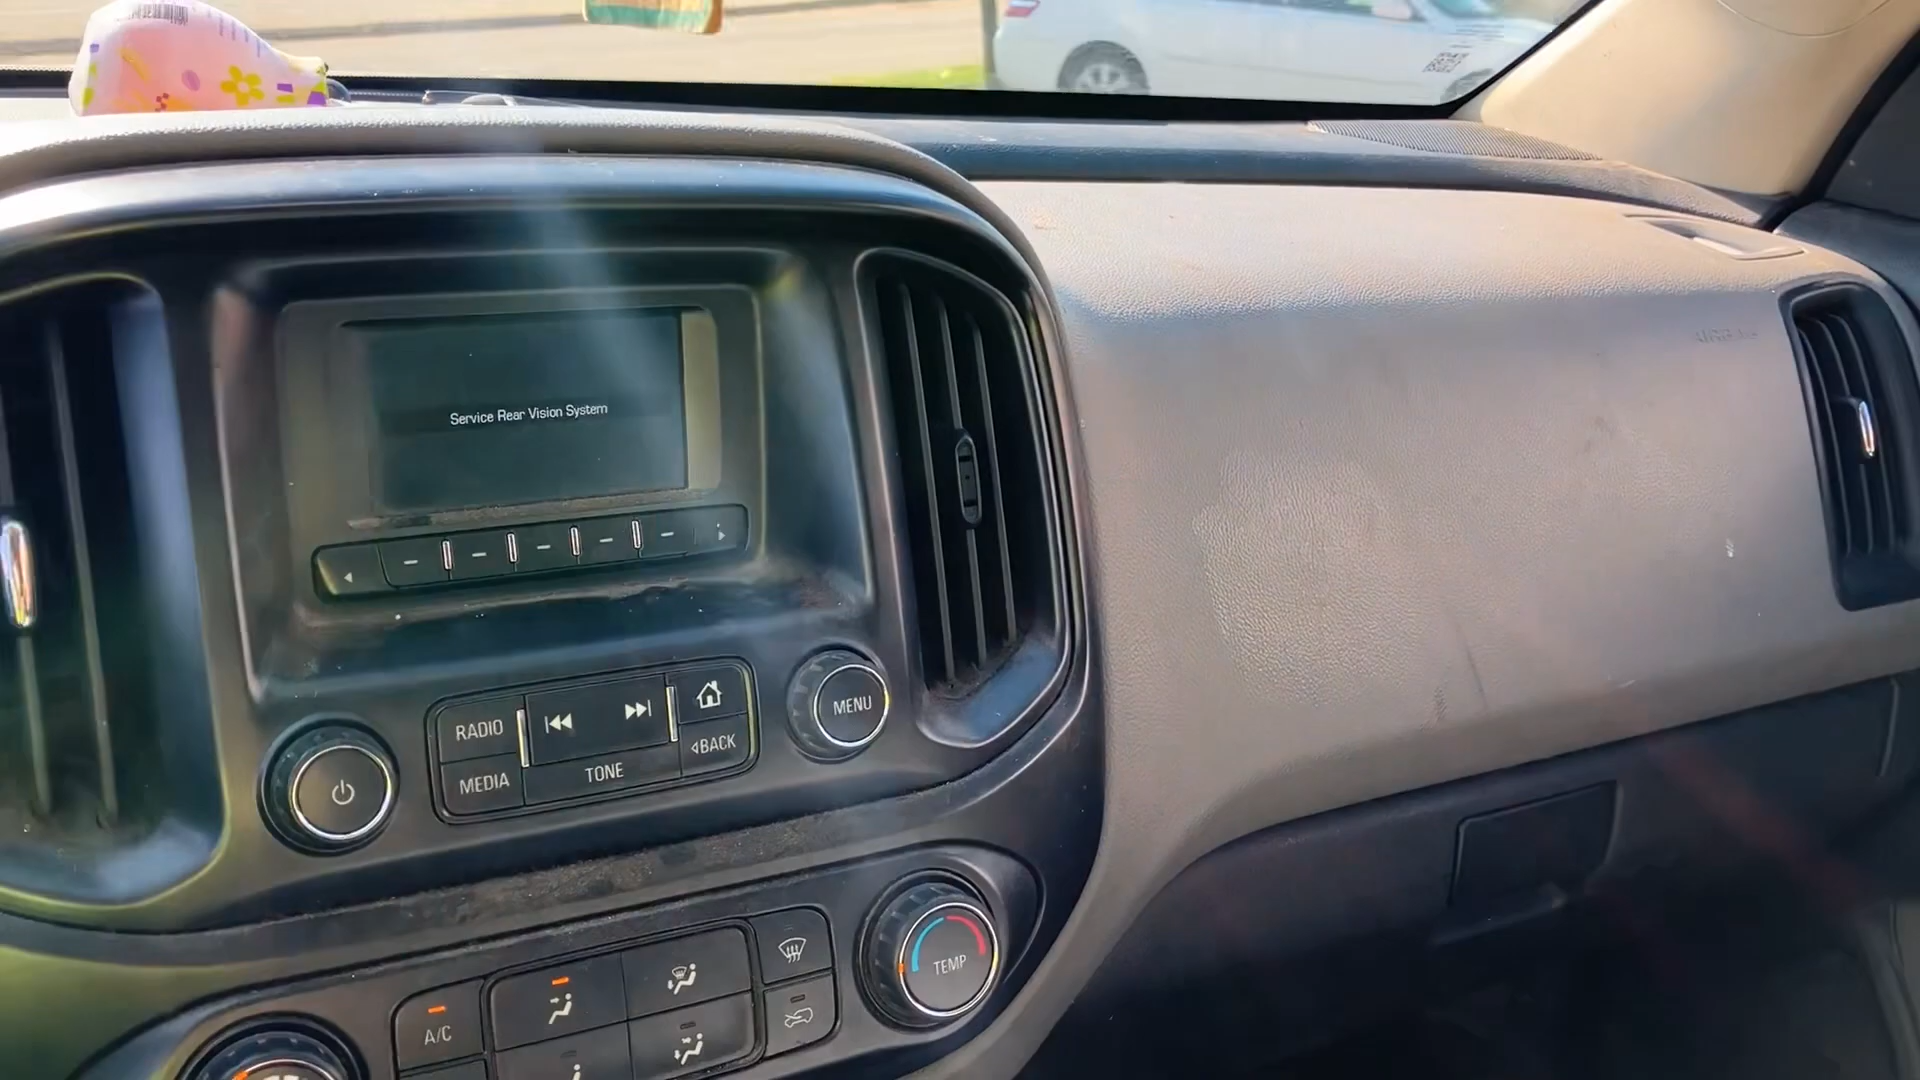 Service Rear Vision System
RADIO
MENU
MEDIA
TONE
BACK
TEMP
A/C